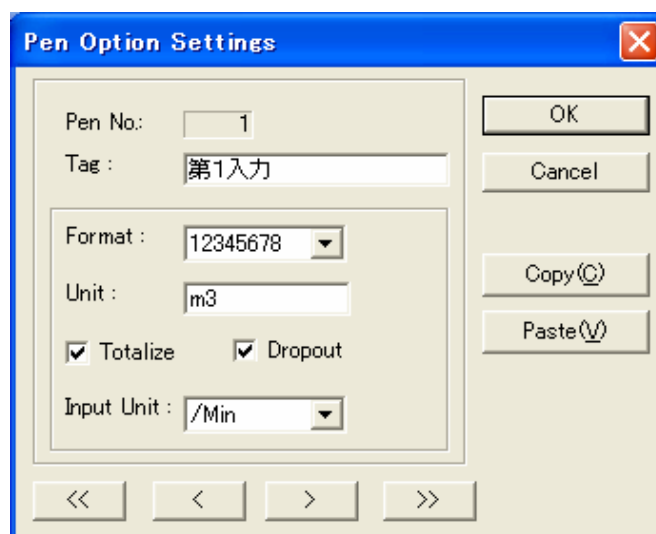 Pen Option Settings
Pen No.: 1
Tag : 第1入力
Format : 12345678
Unit : m3
Totalize Dropout
Input Unit : /Min
OK
Cancel
Copy(C)
Paste(V)
<< < > >>